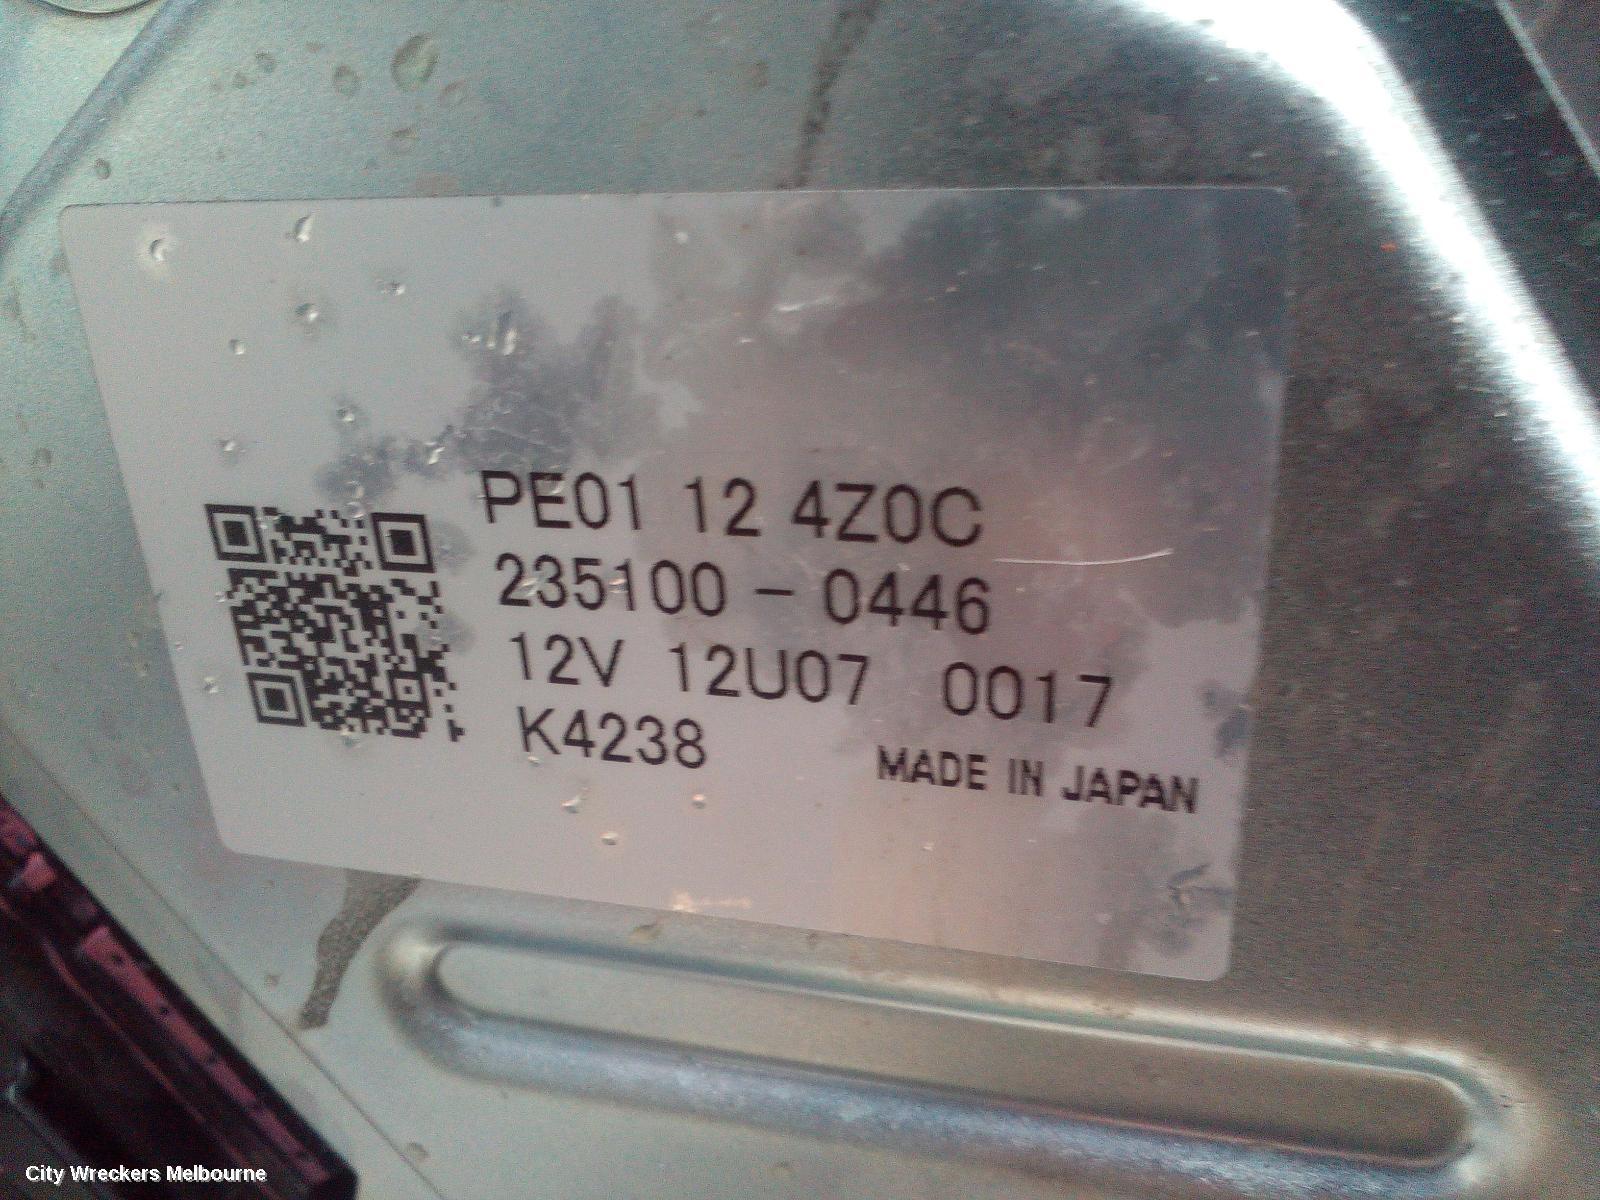 PE01 12 4Z0C
235100-0446
12V 12U07 0017
K4238
MADE IN JAPAN
City Wreckers Melbourne